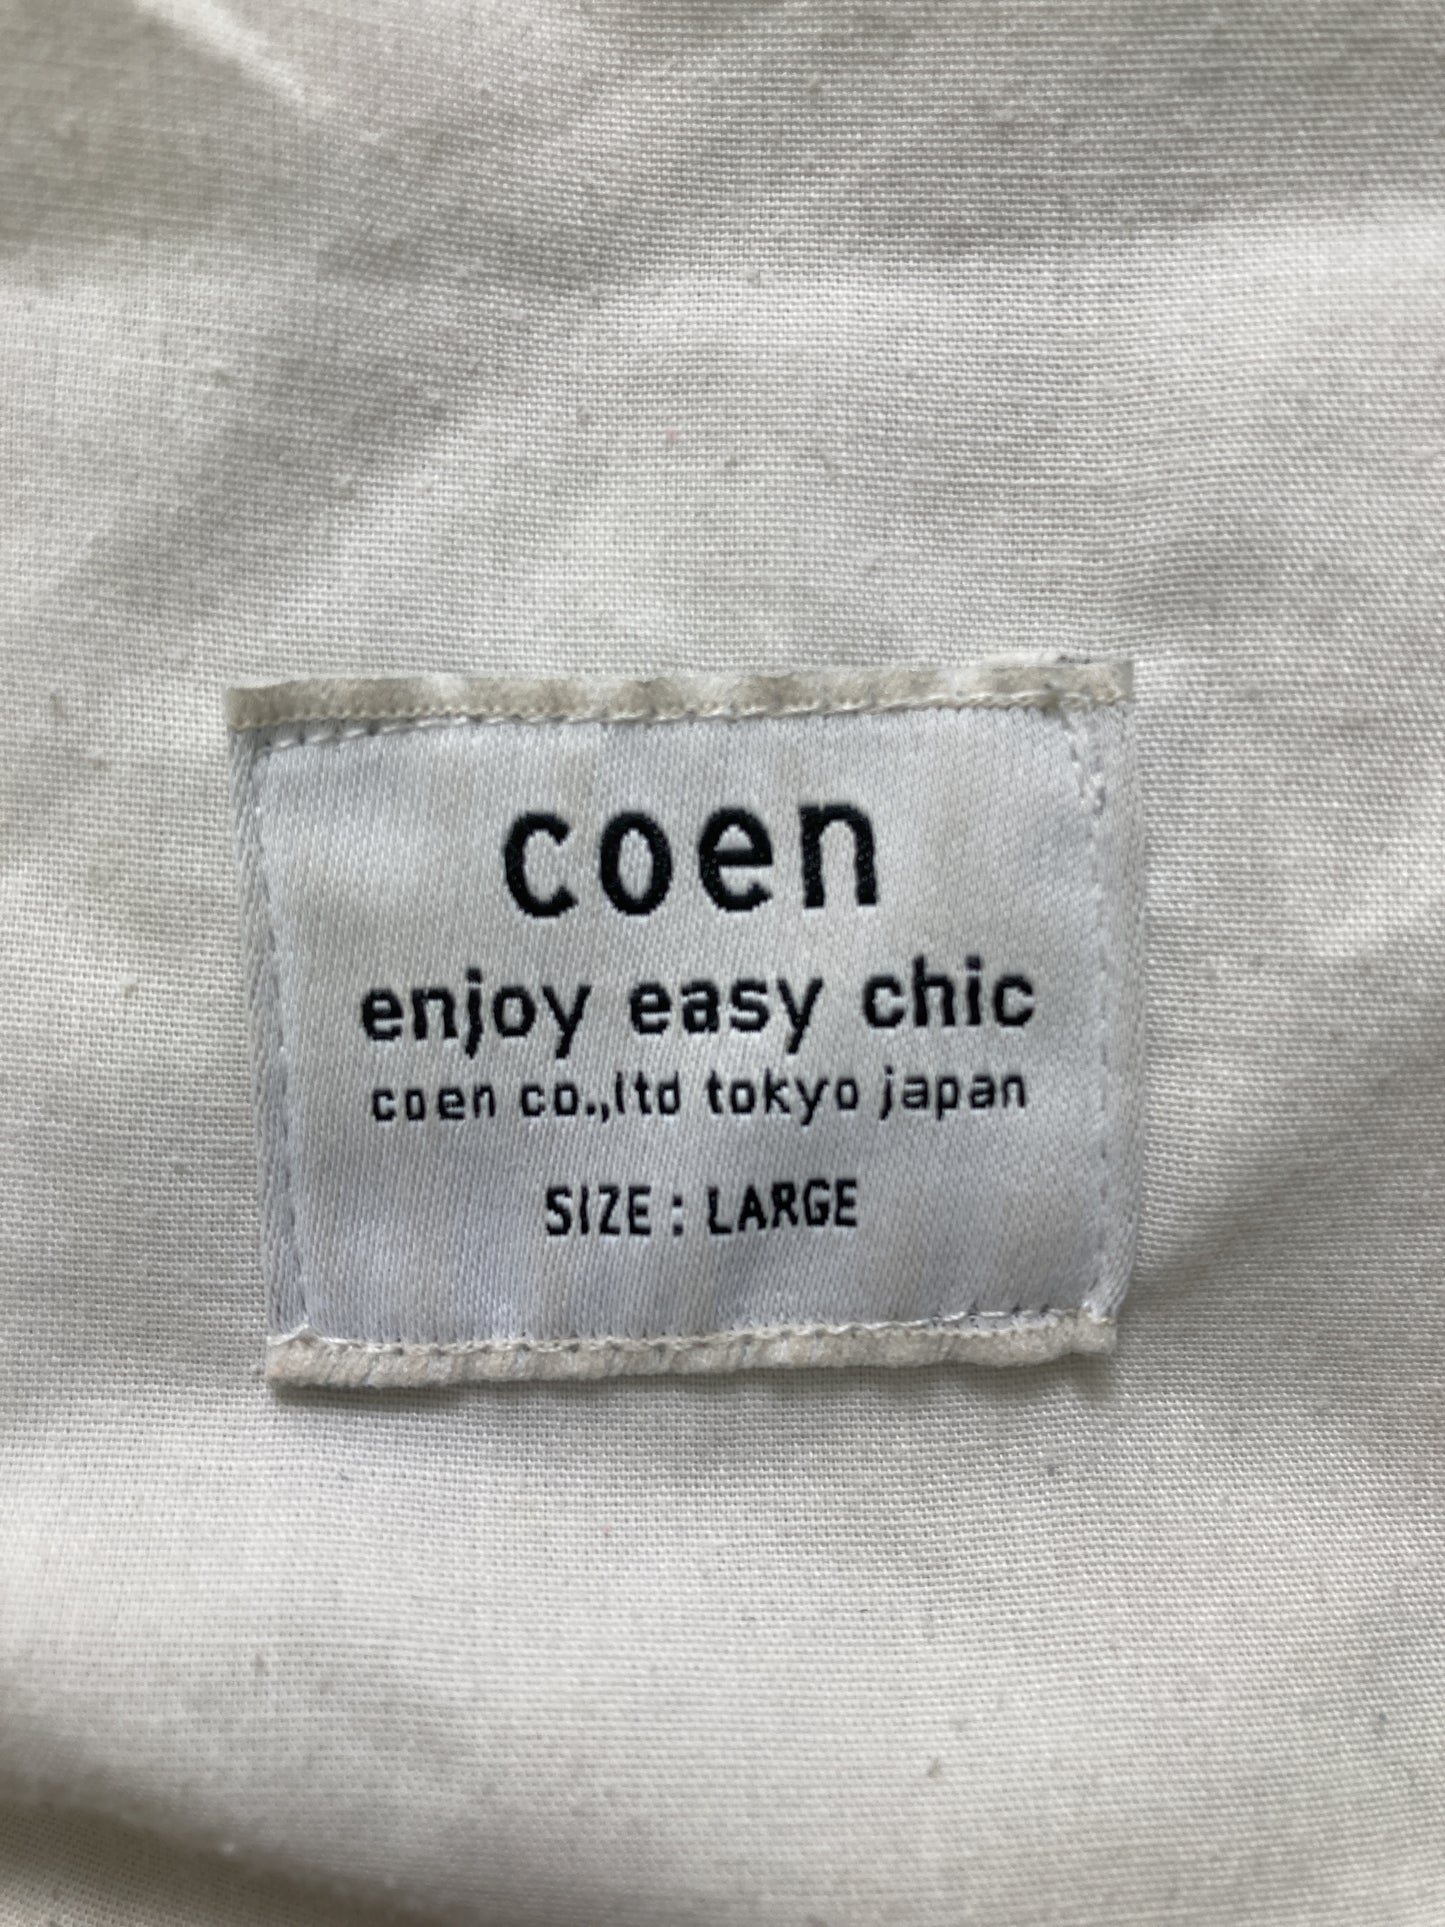 coen
enjoy easy chic
coen co.,ltd tokyo japan
SIZE : LARGE